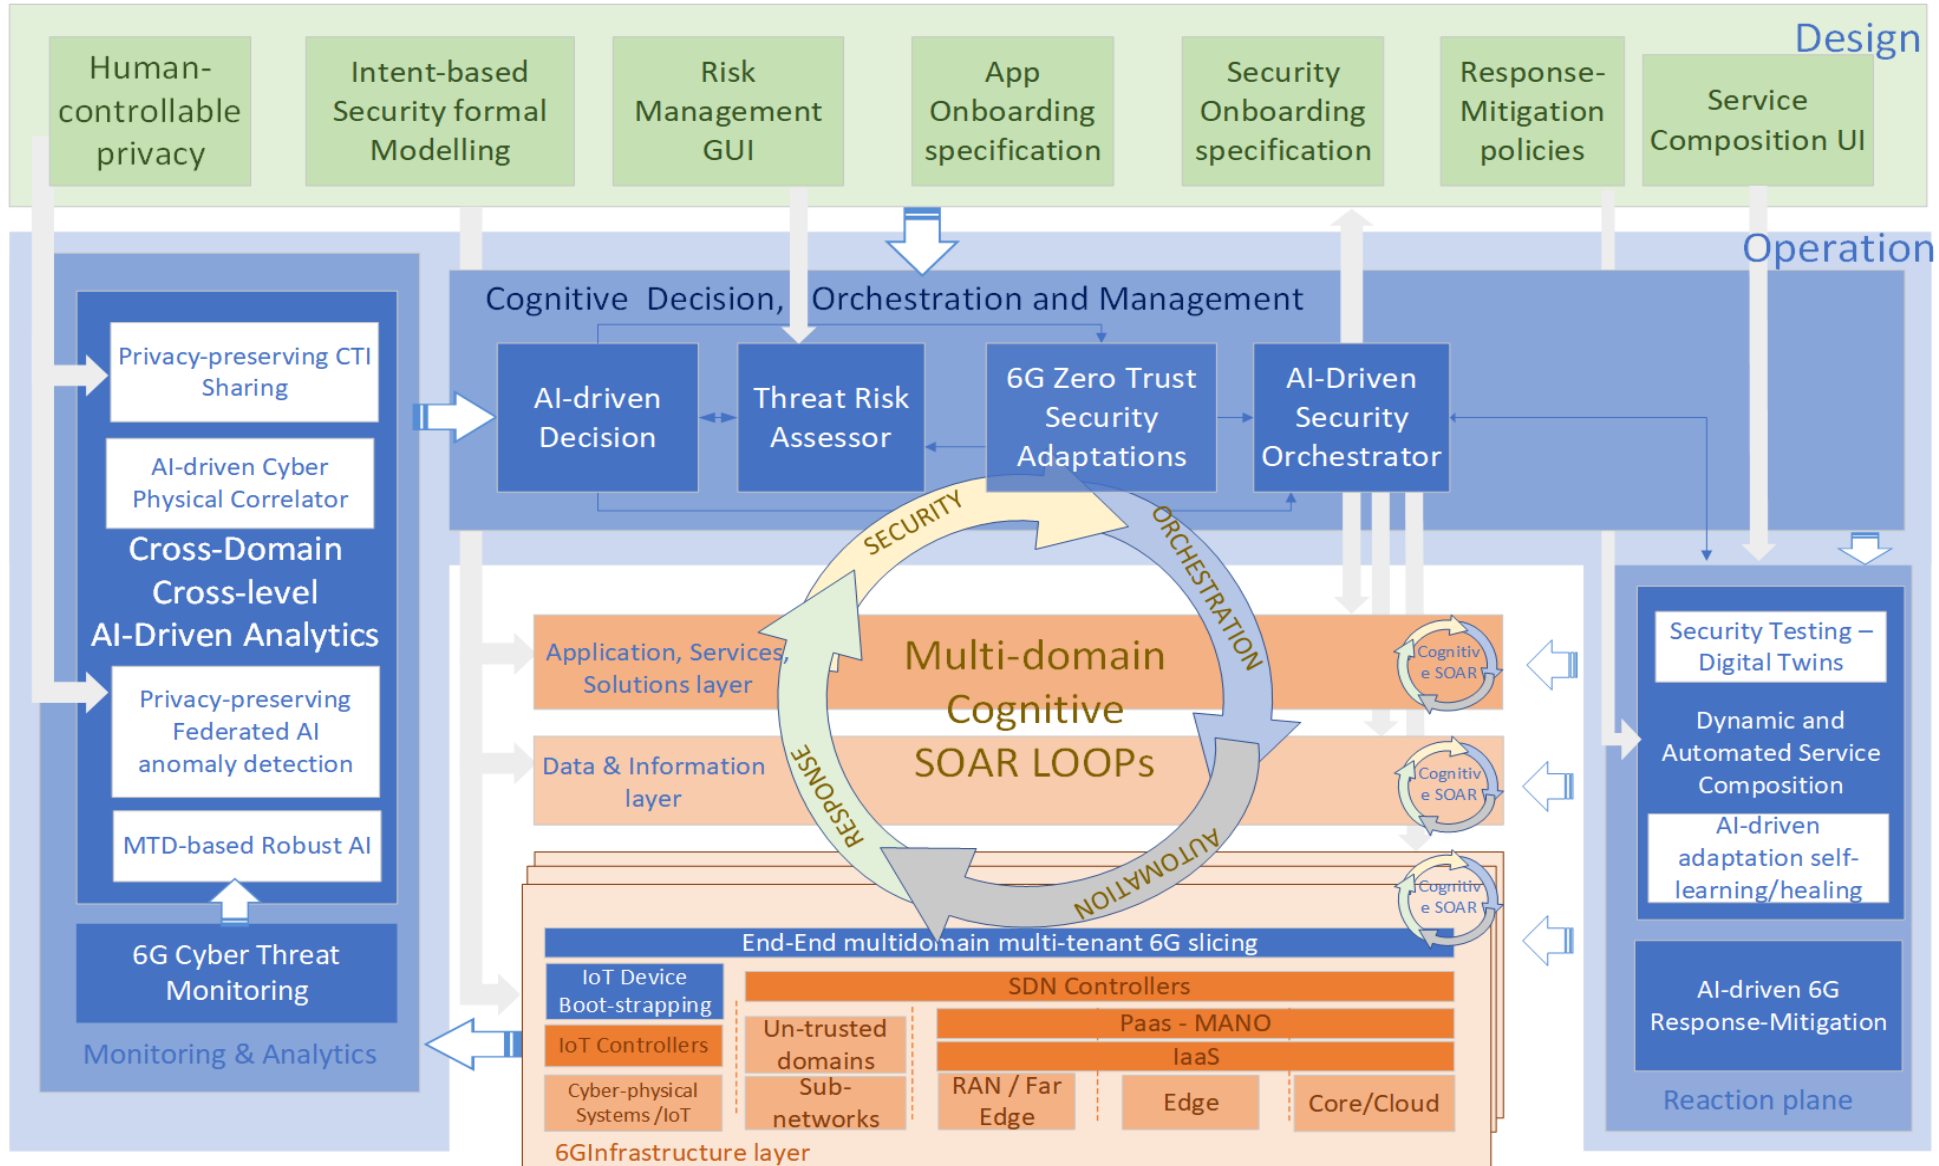 Design
Human-
controllable
privacy
Intent-based
Security formal
Modelling
Risk
Management
GUI
App
Onboarding
specification
Security
Onboarding
specification
Response-
Mitigation
policies
Service
Composition UI
Operation
Privacy-preserving CTI
Sharing
AI-driven Cyber
Physical Correlator
Cross-Domain
Cross-level
AI-Driven Analytics
Privacy-preserving
Federated AI
anomaly detection
MTD-based Robust AI
6G Cyber Threat
Monitoring
Monitoring & Analytics
Cognitive Decision, Orchestration and Management
AI-driven
Decision
Threat Risk
Assessor
6G Zero Trust
Security
Adaptations
AI-Driven
Security
Orchestrator
SECURITY
ORCHESTRATION
AUTOMATION
RESPONSE
Multi-domain
Cognitive
SOAR LOOPs
Application, Services,
Solutions layer
Cognitiv
e SOAR
Data & Information
layer
Cognitiv
e SOAR
Cognitiv
e SOAR
End-End multidomain multi-tenant 6G slicing
IoT Device
Boot-strapping
SDN Controllers
IoT Controllers
Un-trusted
domains
Paas - MANO
IaaS
Cyber-physical
Systems /IoT
Sub-
networks
RAN / Far
Edge
Edge
Core/Cloud
6GInfrastructure layer
Security Testing –
Digital Twins
Dynamic and
Automated Service
Composition
AI-driven
adaptation self-
learning/healing
AI-driven 6G
Response-Mitigation
Reaction plane